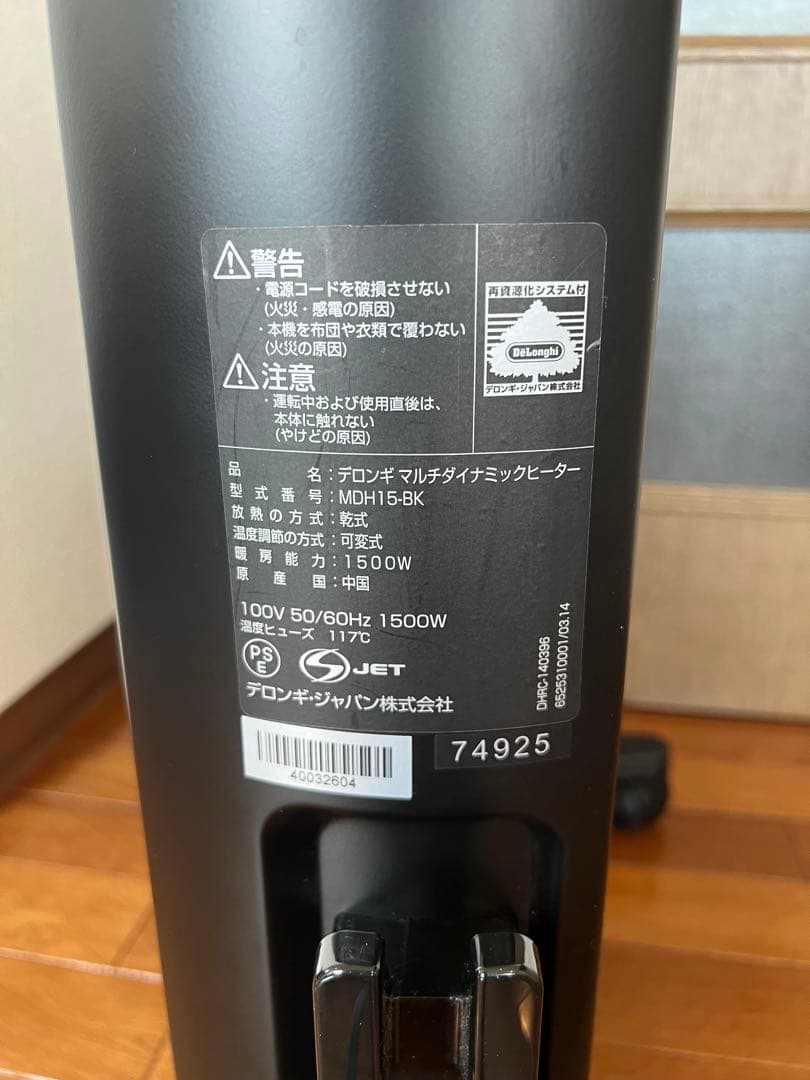 警告
・電源コードを破損させない
(火災・感電の原因)
・本機を布団や衣類で覆わない
(火災の原因)
注意
・運転中および使用直後は、
本体に触れない
(やけどの原因)
再資源化システム付
DeLonghi
デロンギ・ジャパン株式会社
品名：デロンギ マルチダイナミックヒーター
型式番号：MDH15-BK
放熱の方式：乾式
温度調節の方式：可変式
暖房能力：1500W
原産国：中国
100V 50/60Hz 1500W
温度ヒューズ 117℃
PS
E
S JET
デロンギ・ジャパン株式会社
DHRC-140396
6525310001/03.14
40032604
74925